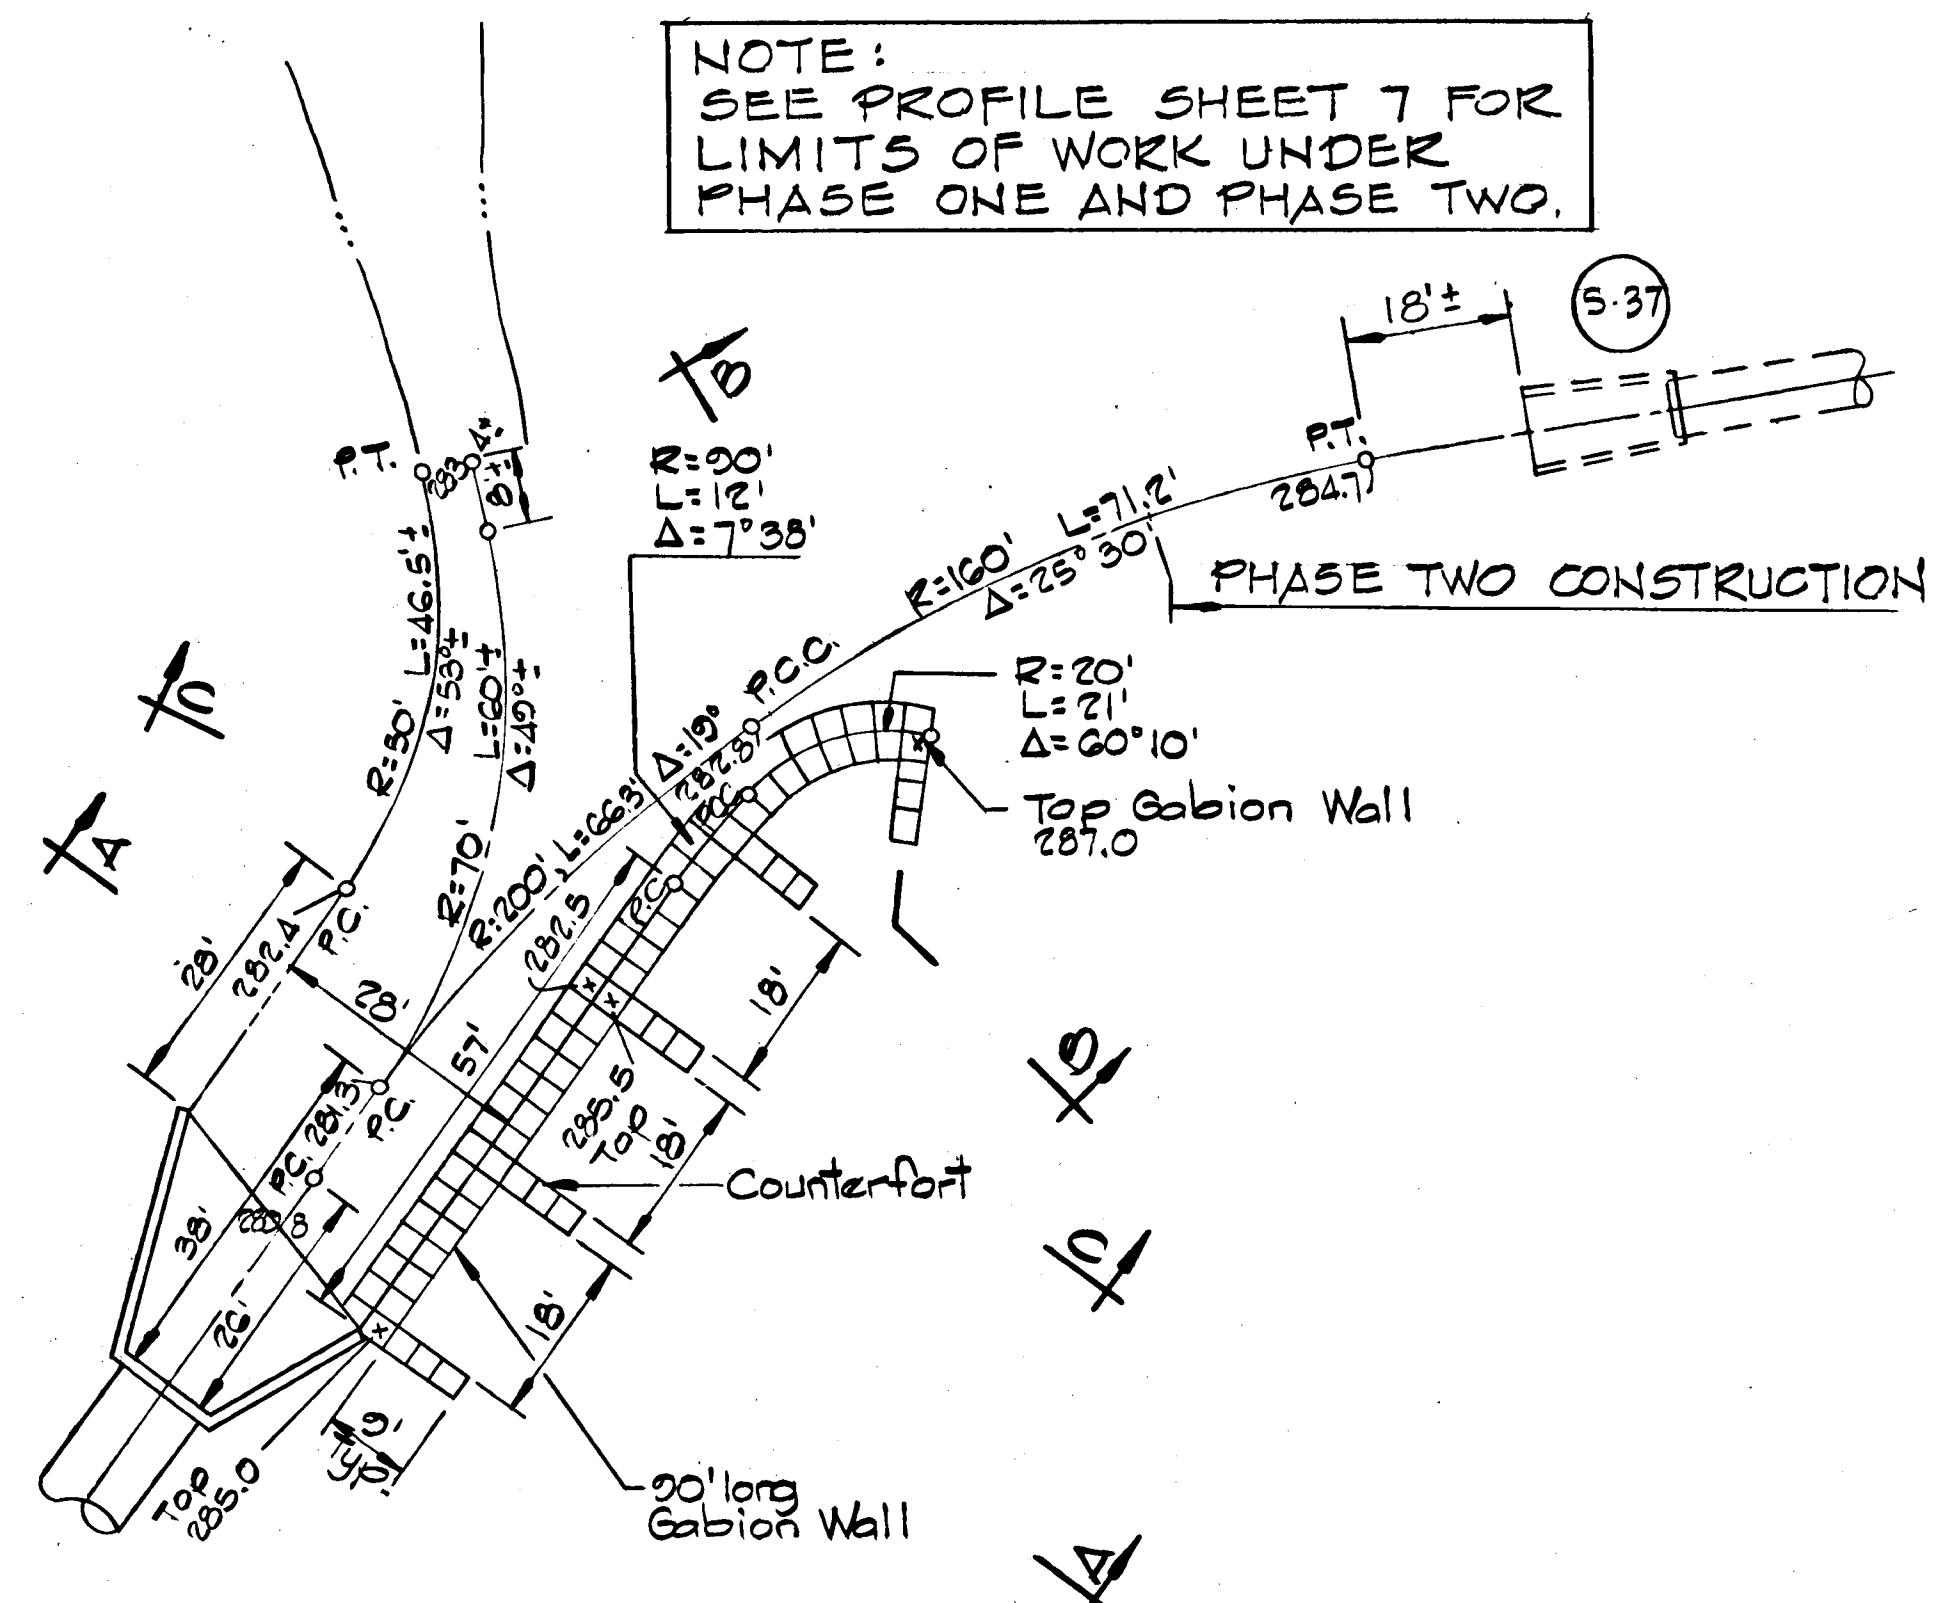 NOTE:
SEE PROFILE SHEET 7 FOR
LIMITS OF WORK UNDER
PHASE ONE AND PHASE TWO.
S-37
18'±
B
P.T.
283.4±
8'±
R=90'
L=12'
Δ=7°38'
P.T.
284.7
L=71.2'
R=160'
Δ=25°30'
PHASE TWO CONSTRUCTION
L=46.5'±
Δ=53°±
R=50'
L=60'±
Δ=49°±
R=70'
C
A
P.C.C.
Δ=19°
282.8
P.C.C.
R=200', L=66.3'
R=20'
L=21'
Δ=60°10'
Top Gabion Wall
287.0
282.5
P.C.
28'
282.4
P.C.
28'
57'
18'
285.5
TOP
18'
P.C. 281.3
P.C.
B
Counterfort
38'
26'
18'
C
9'
Typ.
TOP
285.0
90' long
Gabion Wall
A